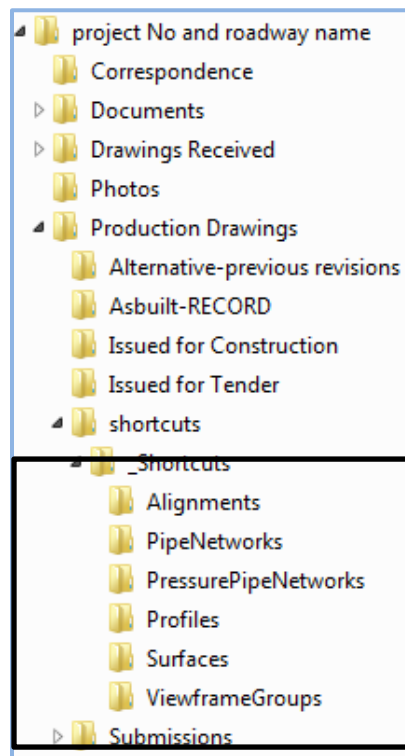 project No and roadway name
Correspondence
Documents
Drawings Received
Photos
Production Drawings
Alternative-previous revisions
Asbuilt-RECORD
Issued for Construction
Issued for Tender
shortcuts
_Shortcuts
Alignments
PipeNetworks
PressurePipeNetworks
Profiles
Surfaces
ViewframeGroups
Submissions